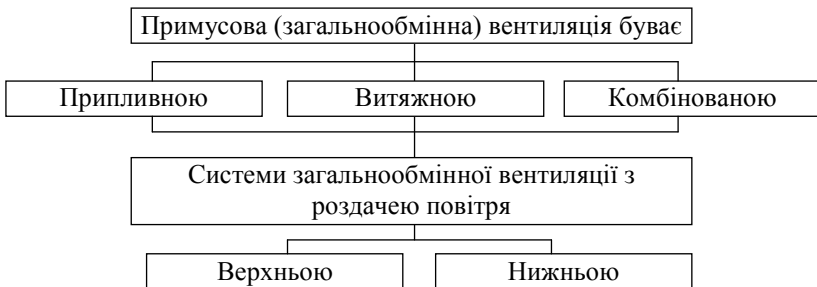 Примусова (загальнообмінна) вентиляція буває
Припливною
Витяжною
Комбінованою
Системи загальнообмінної вентиляції з
роздачею повітря
Верхньою
Нижньою